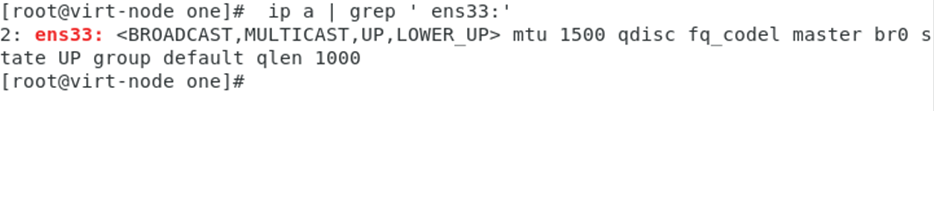 [root@virt-node one]#  ip a | grep ' ens33:'
2: ens33: <BROADCAST,MULTICAST,UP,LOWER_UP> mtu 1500 qdisc fq_codel master br0 s
tate UP group default qlen 1000
[root@virt-node one]#